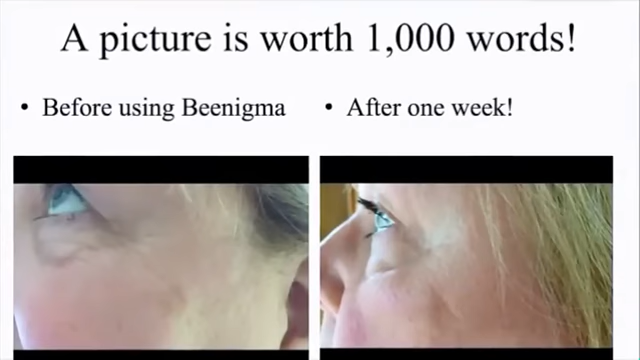 A picture is worth 1,000 words!
• Before using Beenigma
• After one week!